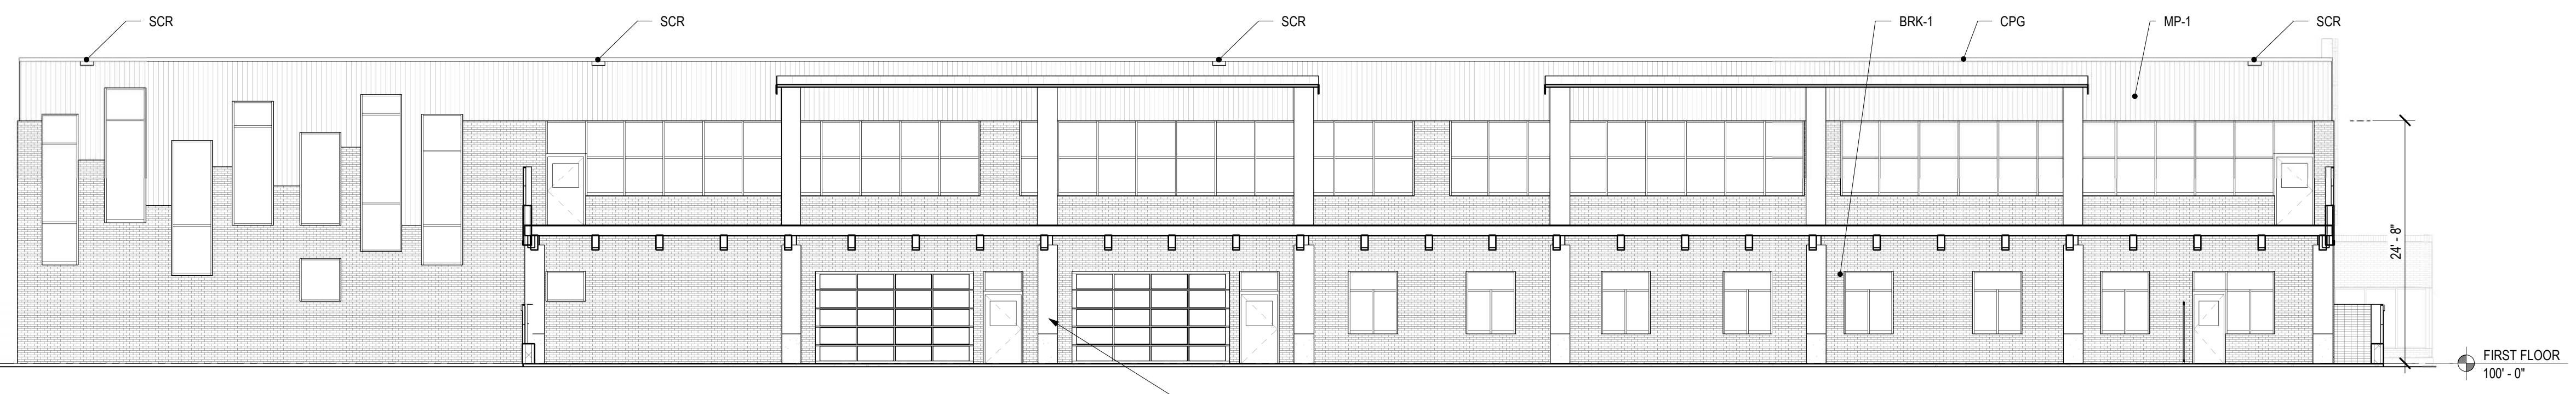 SCR
SCR
SCR
BRK-1
CPG
MP-1
SCR
24' - 8"
FIRST FLOOR
100' - 0"